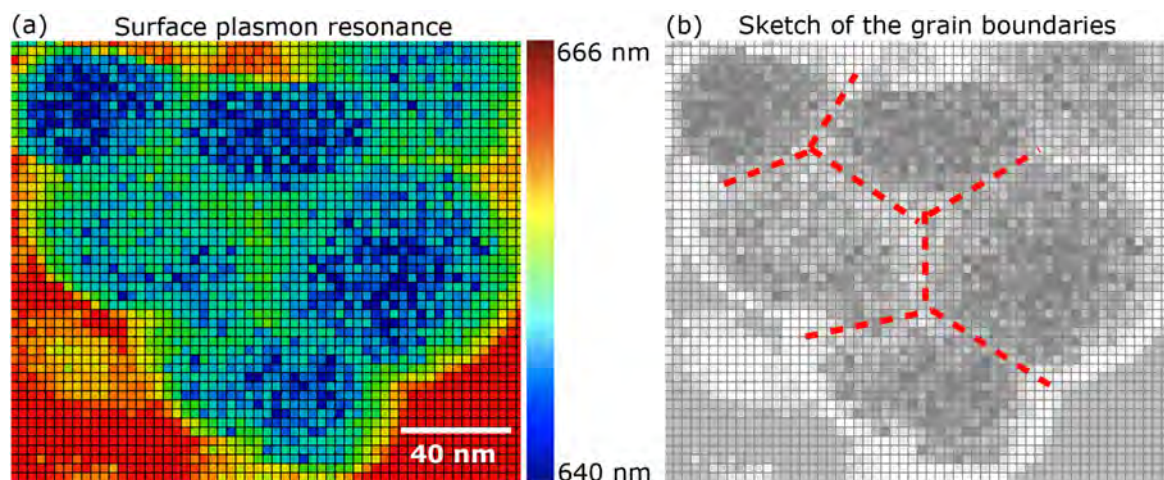 (a) Surface plasmon resonance
666 nm
640 nm
40 nm
(b) Sketch of the grain boundaries